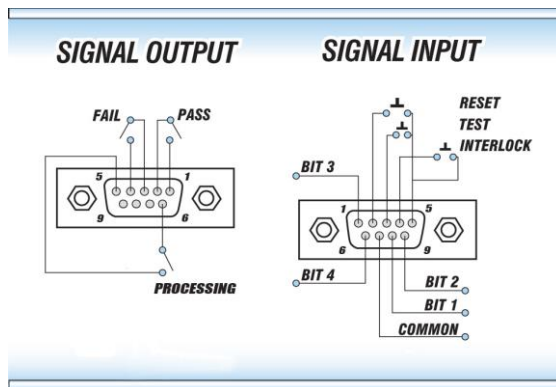 SIGNAL OUTPUT
SIGNAL INPUT
FAIL
PASS
5
1
9
6
PROCESSING
RESET
TEST
INTERLOCK
BIT 3
1
5
6
9
BIT 4
BIT 2
BIT 1
COMMON